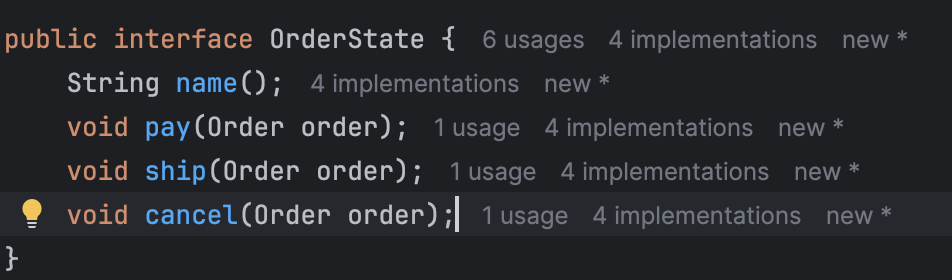 public interface OrderState { 6 usages 4 implementations new *
String name(); 4 implementations new *
void pay(Order order); 1 usage 4 implementations new *
void ship(Order order); 1 usage 4 implementations new *
void cancel(Order order); 1 usage 4 implementations new *
}